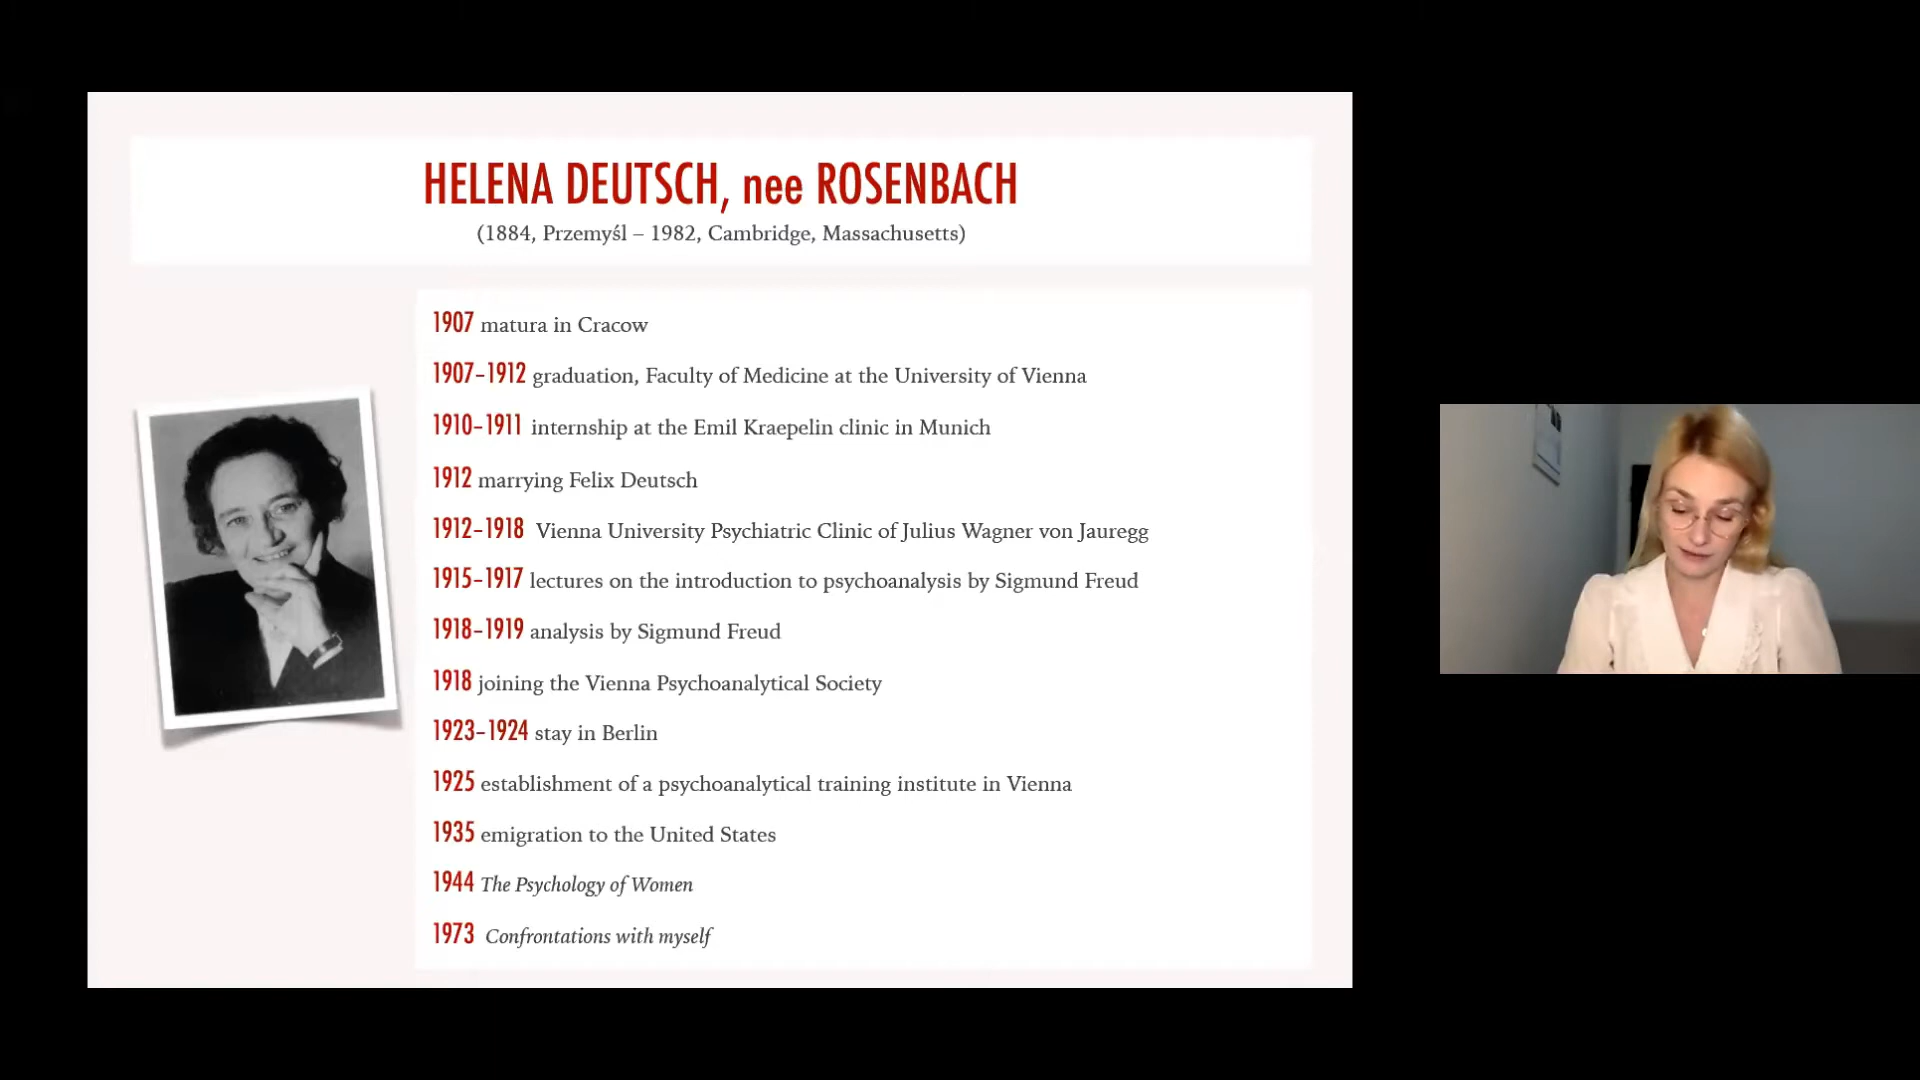 HELENA DEUTSCH, nee ROSENBACH
(1884, Przemyśl – 1982, Cambridge, Massachusetts)
1907 matura in Cracow
1907–1912 graduation, Faculty of Medicine at the University of Vienna
1910–1911 internship at the Emil Kraepelin clinic in Munich
1912 marrying Felix Deutsch
1912–1918 Vienna University Psychiatric Clinic of Julius Wagner von Jauregg
1915–1917 lectures on the introduction to psychoanalysis by Sigmund Freud
1918–1919 analysis by Sigmund Freud
1918 joining the Vienna Psychoanalytical Society
1923–1924 stay in Berlin
1925 establishment of a psychoanalytical training institute in Vienna
1935 emigration to the United States
1944 The Psychology of Women
1973 Confrontations with myself